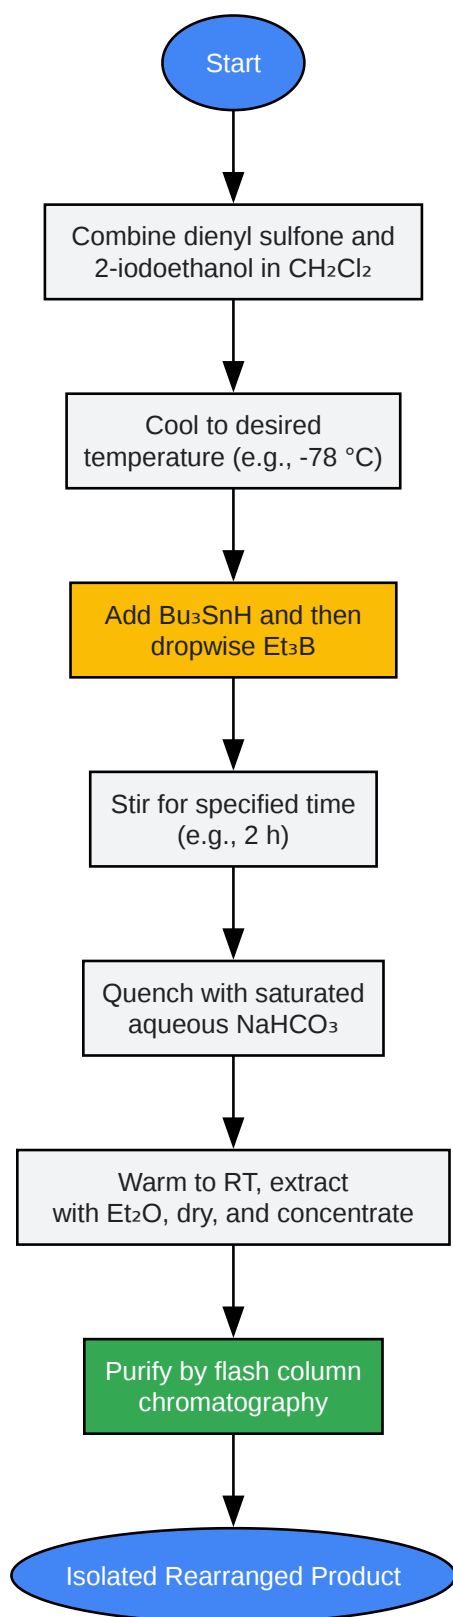 Start
Combine dienyl sulfone and
2-iodoethanol in CH₂Cl₂
Cool to desired
temperature (e.g., -78 °C)
Add Bu₃SnH and then
dropwise Et₃B
Stir for specified time
(e.g., 2 h)
Quench with saturated
aqueous NaHCO₃
Warm to RT, extract
with Et₂O, dry, and concentrate
Purify by flash column
chromatography
Isolated Rearranged Product